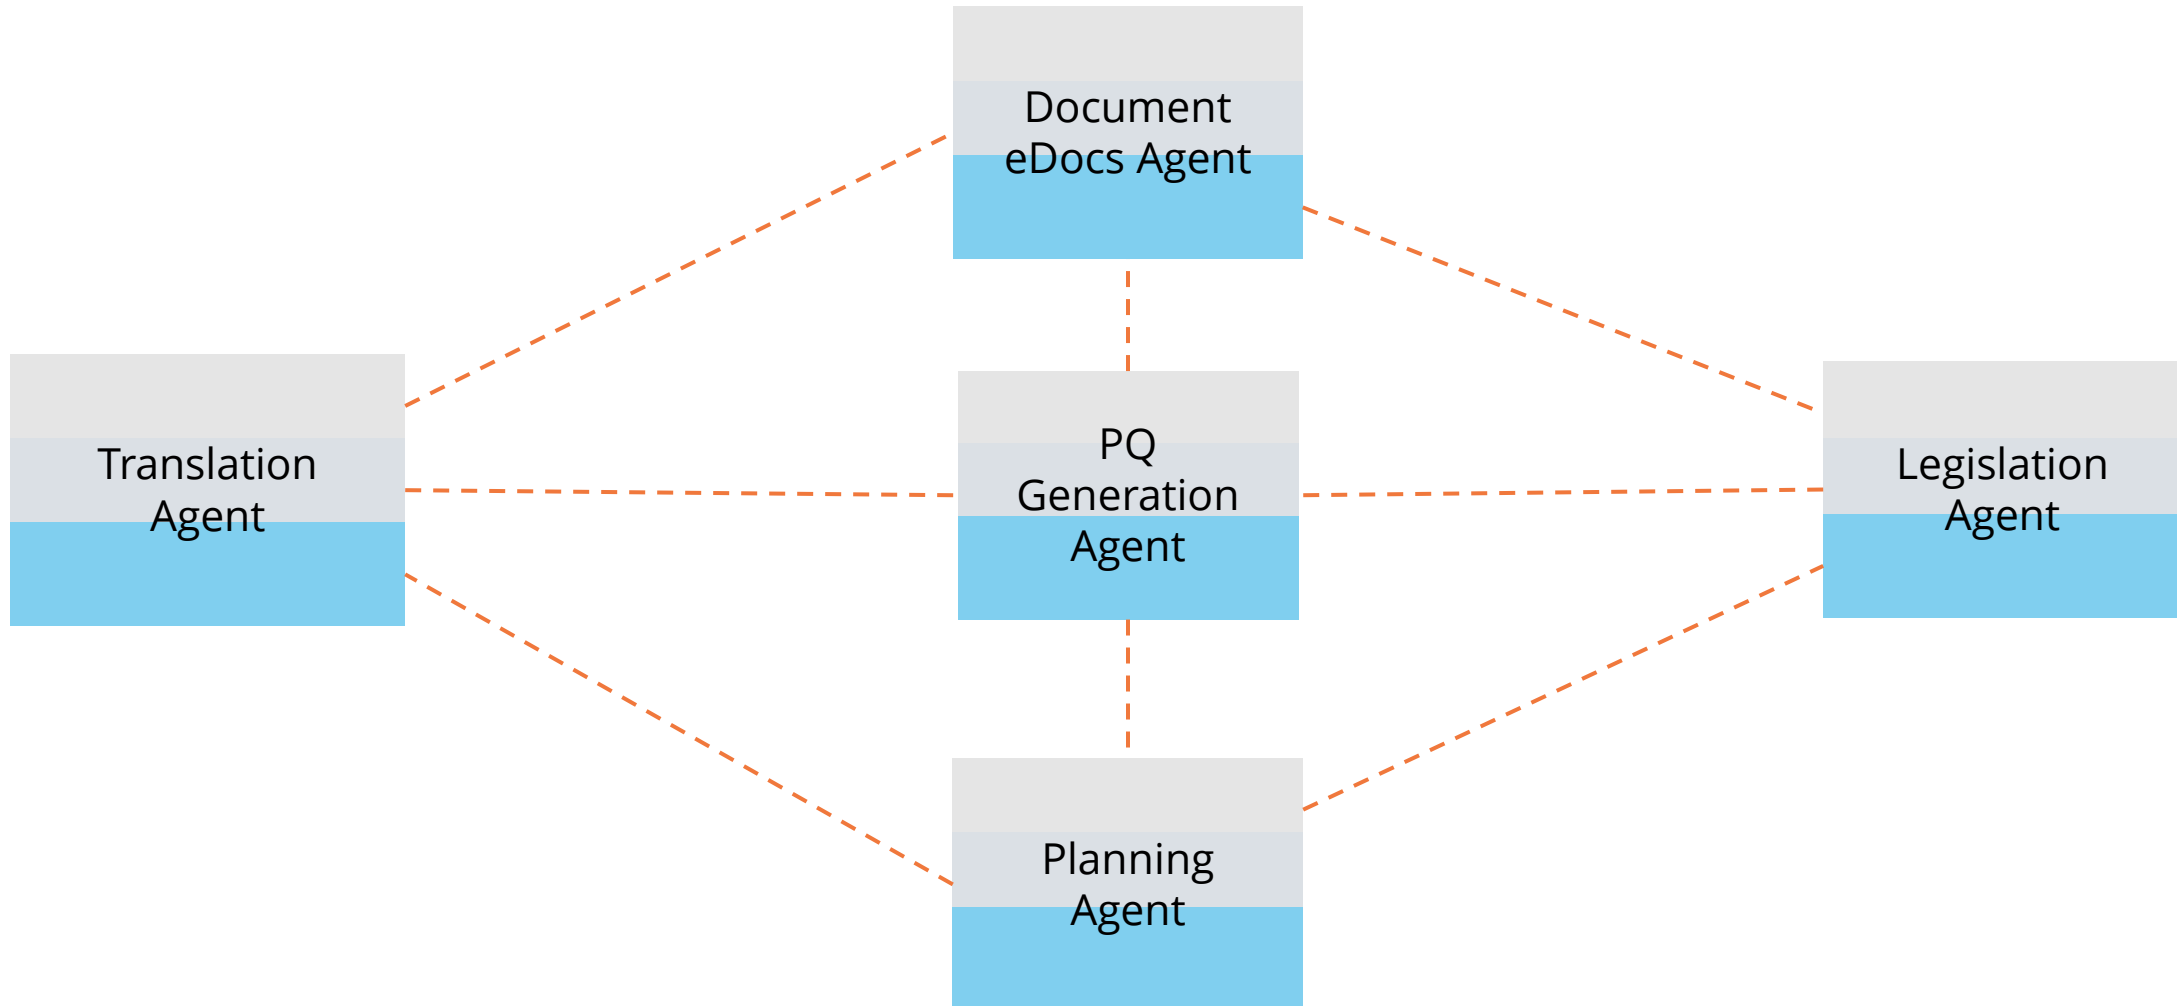 Document
eDocs Agent
Translation
Agent
PQ
Generation
Agent
Legislation
Agent
Planning
Agent